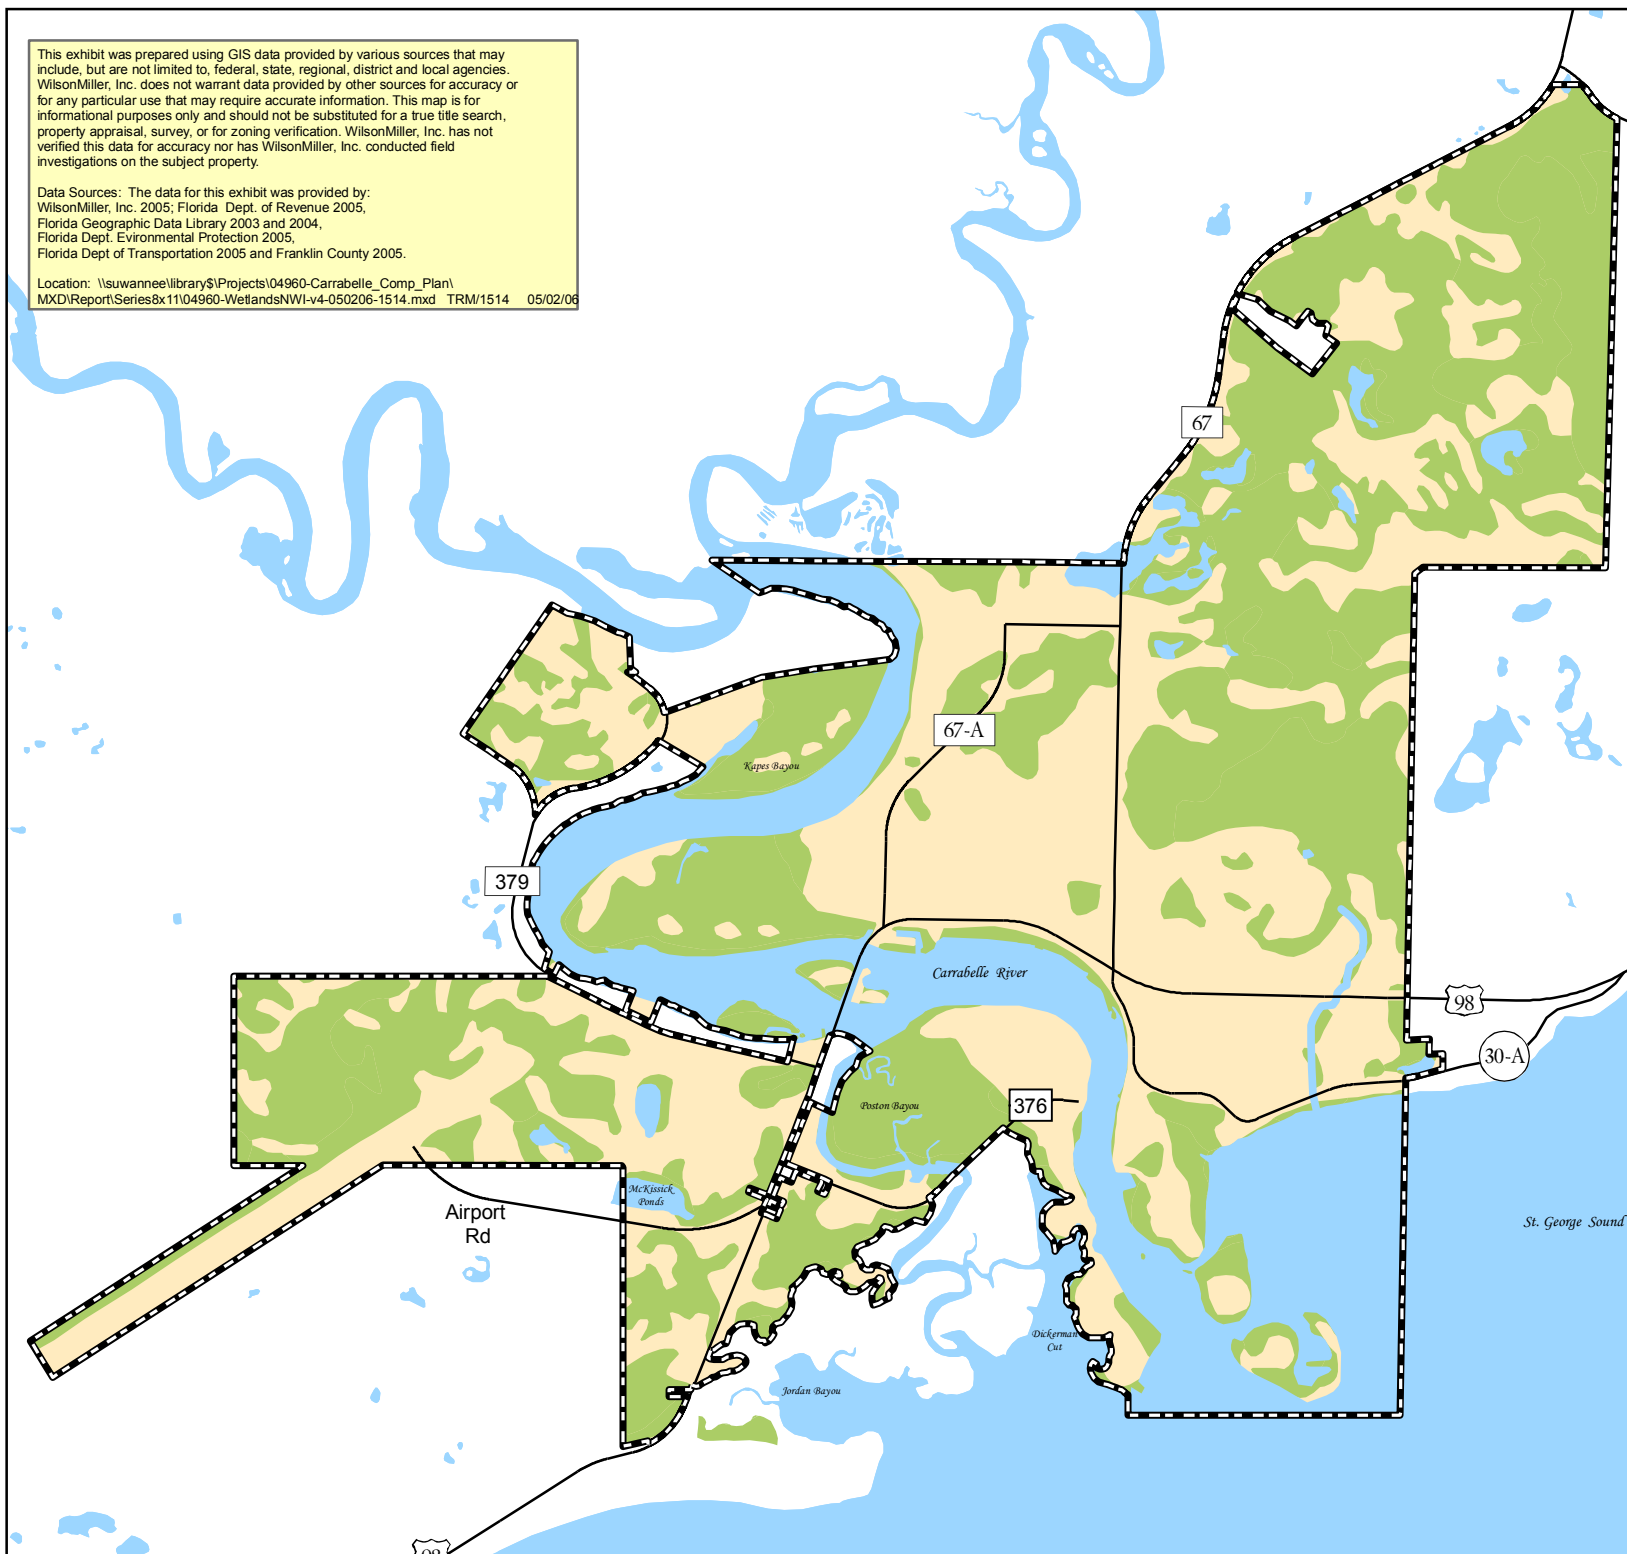 This exhibit was prepared using GIS data provided by various sources that may
include, but are not limited to, federal, state, regional, district and local agencies.
WilsonMiller, Inc. does not warrant data provided by other sources for accuracy or
for any particular use that may require accurate information. This map is for
informational purposes only and should not be substituted for a true title search,
property appraisal, survey, or for zoning verification. WilsonMiller, Inc. has not
verified this data for accuracy nor has WilsonMiller, Inc. conducted field
investigations on the subject property.
Data Sources: The data for this exhibit was provided by:
WilsonMiller, Inc. 2005; Florida Dept. of Revenue 2005,
Florida Geographic Data Library 2003 and 2004,
Florida Dept. Evironmental Protection 2005,
Florida Dept of Transportation 2005 and Franklin County 2005.
Location: \\suwannee\library$\Projects\04960-Carrabelle_Comp_Plan\
MXD\Report\Series8x11\04960-WetlandsNWI-v4-050206-1514.mxd TRM/1514 05/02/06
67
67-A
Kapes Bayou
379
Carrabelle River
98
30-A
376
Poston Bayou
McKissick
Ponds
Airport
Rd
St. George Sound
Dickerman
Cut
Jordan Bayou
98